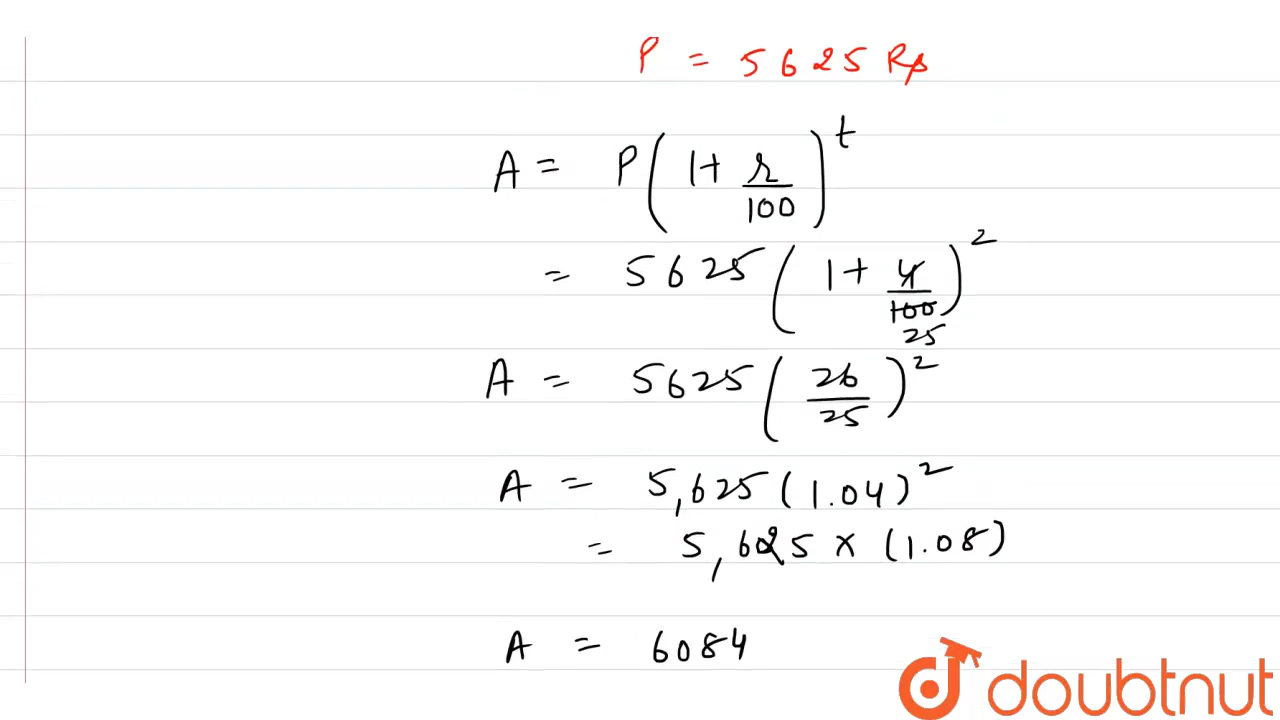 P = 5625 Rs
A = P(1+ r/100)^t
= 5625(1+ 4/100)^2
25
A = 5625(26/25)^2
A = 5,625(1.04)^2
= 5,625 × (1.08)
A = 6084
doubtnut